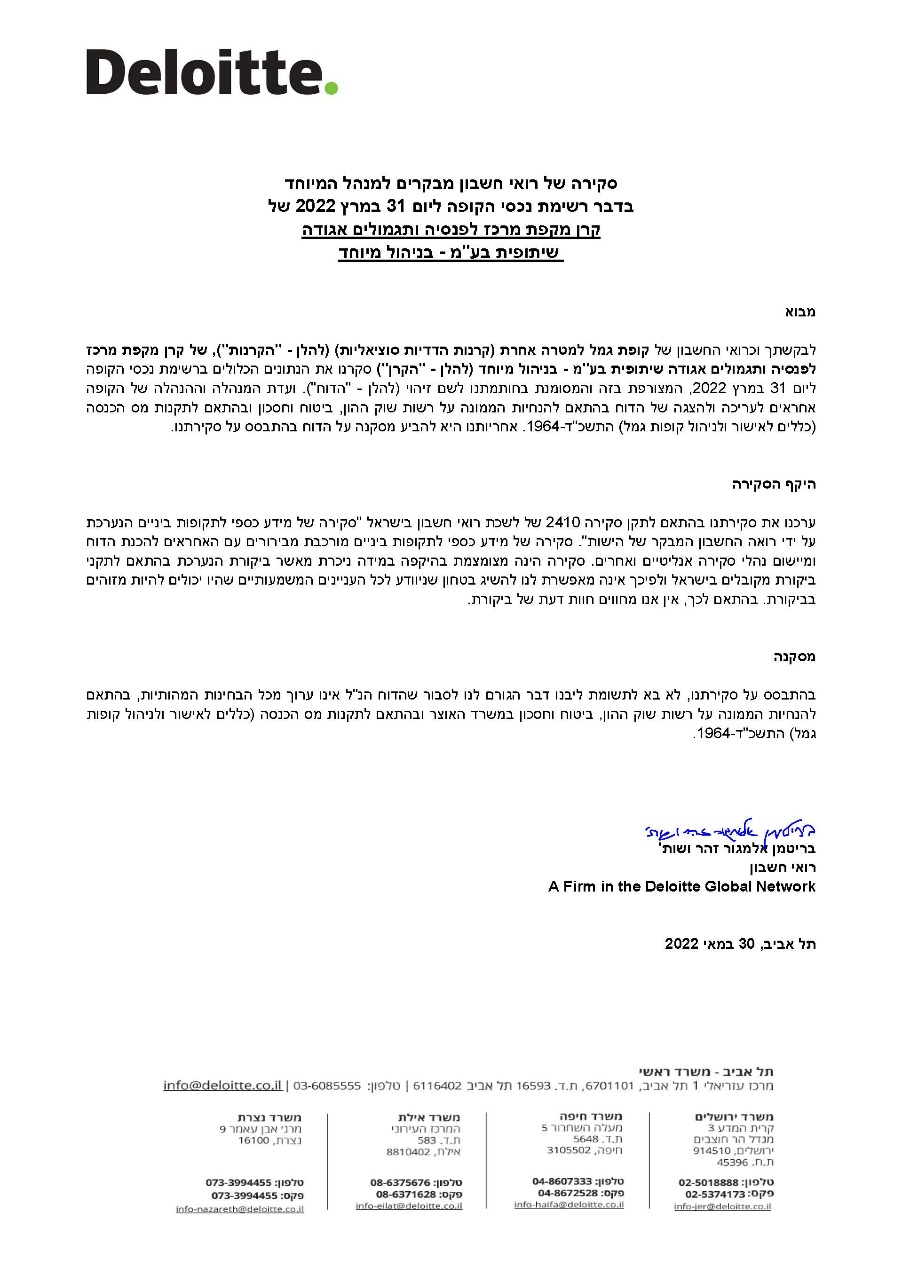 Deloitte.
סקירה של רואי חשבון מבקרים למנהל המיוחד
בדבר רשימת נכסי הקופה ליום 31 במרץ 2022 של
קרן מקפת מרכז לפנסיה ותגמולים אגודה
שיתופית בע"מ - בניהול מיוחד
מבוא
לבקשתך וכרואי החשבון של קופת גמל למטרה אחרת (קרנות הדדיות סוציאליות) (להלן - "הקרנות"), של קרן מקפת מרכז
לפנסיה ותגמולים אגודה שיתופית בע"מ - בניהול מיוחד (להלן - "הקרן") סקרנו את הנתונים הכלולים ברשימת נכסי הקופה
ליום 31 במרץ 2022, המצורפת בזה והמסומנת בחותמתנו לשם זיהוי (להלן - "הדוח"). ועדת המנהלה וההנהלה של הקופה
אחראים לעריכה ולהצגה של הדוח בהתאם להנחיות הממונה על רשות שוק ההון, ביטוח וחסכון ובהתאם לתקנות מס הכנסה
(כללים לאישור ולניהול קופות גמל) התשכ"ד-1964. אחריותנו היא להביע מסקנה על הדוח בהתבסס על סקירתנו.
היקף הסקירה
ערכנו את סקירתנו בהתאם לתקן סקירה 2410 של לשכת רואי חשבון בישראל "סקירה של מידע כספי לתקופות ביניים הנערכת
על ידי רואה החשבון המבקר של הישות". סקירה של מידע כספי לתקופות ביניים מורכבת מבירורים עם האחראים להכנת הדוח
ומיישום נהלי סקירה אנליטיים ואחרים. סקירה הינה מצומצמת בהיקפה במידה ניכרת מאשר ביקורת הנערכת בהתאם לתקני
ביקורת מקובלים בישראל ולפיכך אינה מאפשרת לנו להשיג בטחון שניוודע לכל העניינים המשמעותיים שהיו יכולים להיות מזוהים
בביקורת. בהתאם לכך, אין אנו מחווים חוות דעת של ביקורת.
מסקנה
בהתבסס על סקירתנו, לא בא לתשומת ליבנו דבר הגורם לנו לסבור שהדוח הנ"ל אינו ערוך מכל הבחינות המהותיות, בהתאם
להנחיות הממונה על רשות שוק ההון, ביטוח וחסכון במשרד האוצר ובהתאם לתקנות מס הכנסה (כללים לאישור ולניהול קופות
גמל) התשכ"ד-1964.
בריטמן אלמגור זהר ושות'
בריטמן אלמגור זהר ושות'
רואי חשבון
A Firm in the Deloitte Global Network
תל אביב, 30 במאי 2022
תל אביב - משרד ראשי
מרכז עזריאלי 1 תל אביב, 6701101, ת.ד. 16593 תל אביב 6116402 | טלפון: 03-6085555 | info@deloitte.co.il
משרד ירושלים
קרית המדע 3
מגדל הר חוצבים
ירושלים, 914510
ת.ח. 45396
טלפון: 02-5018888
פקס: 02-5374173
info-jer@deloitte.co.il
משרד חיפה
מעלה השחרור 5
ת.ד. 5648
חיפה, 3105502
טלפון: 04-8607333
פקס: 04-8672528
info-haifa@deloitte.co.il
משרד אילת
המרכז העירוני
ת.ד. 583
אילת, 8810402
טלפון: 08-6375676
פקס: 08-6371628
info-eilat@deloitte.co.il
משרד נצרת
מרג' אבן עאמר 9
נצרת, 16100
טלפון: 073-3994455
פקס: 073-3994455
info-nazareth@deloitte.co.il